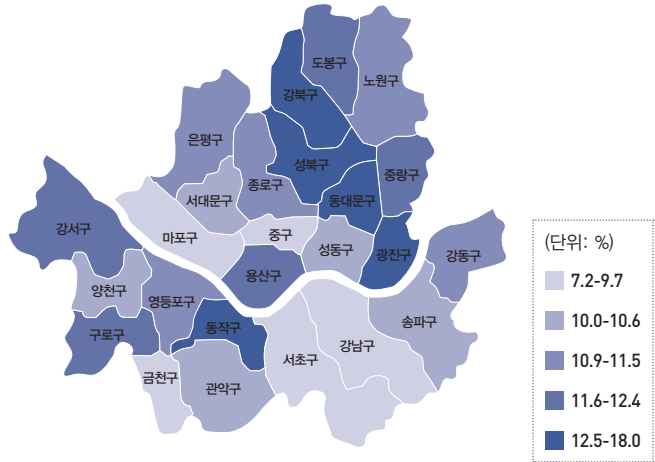 도봉구
노원구
강북구
은평구
성북구
중랑구
종로구
서대문구
동대문구
강서구
마포구
중구
성동구
광진구
강동구
용산구
양천구
영등포구
구로구
동작구
송파구
강남구
서초구
금천구
관악구
(단위: %)
7.2-9.7
10.0-10.6
10.9-11.5
11.6-12.4
12.5-18.0